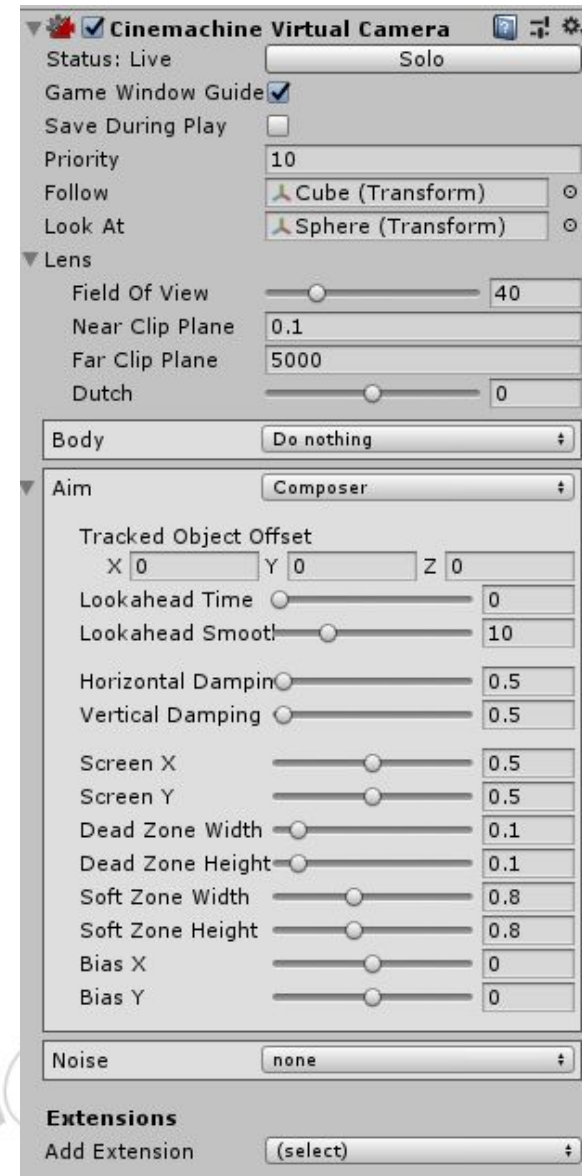 Cinemachine Virtual Camera
Status: Live Solo
Game Window Guide
Save During Play
Priority 10
Follow Cube (Transform)
Look At Sphere (Transform)
Lens
Field Of View 40
Near Clip Plane 0.1
Far Clip Plane 5000
Dutch 0
Body Do nothing
Aim Composer
Tracked Object Offset
X 0 Y 0 Z 0
Lookahead Time 0
Lookahead Smootl 10
Horizontal Dampin 0.5
Vertical Damping 0.5
Screen X 0.5
Screen Y 0.5
Dead Zone Width 0.1
Dead Zone Height 0.1
Soft Zone Width 0.8
Soft Zone Height 0.8
Bias X 0
Bias Y 0
Noise none
Extensions
Add Extension (select)